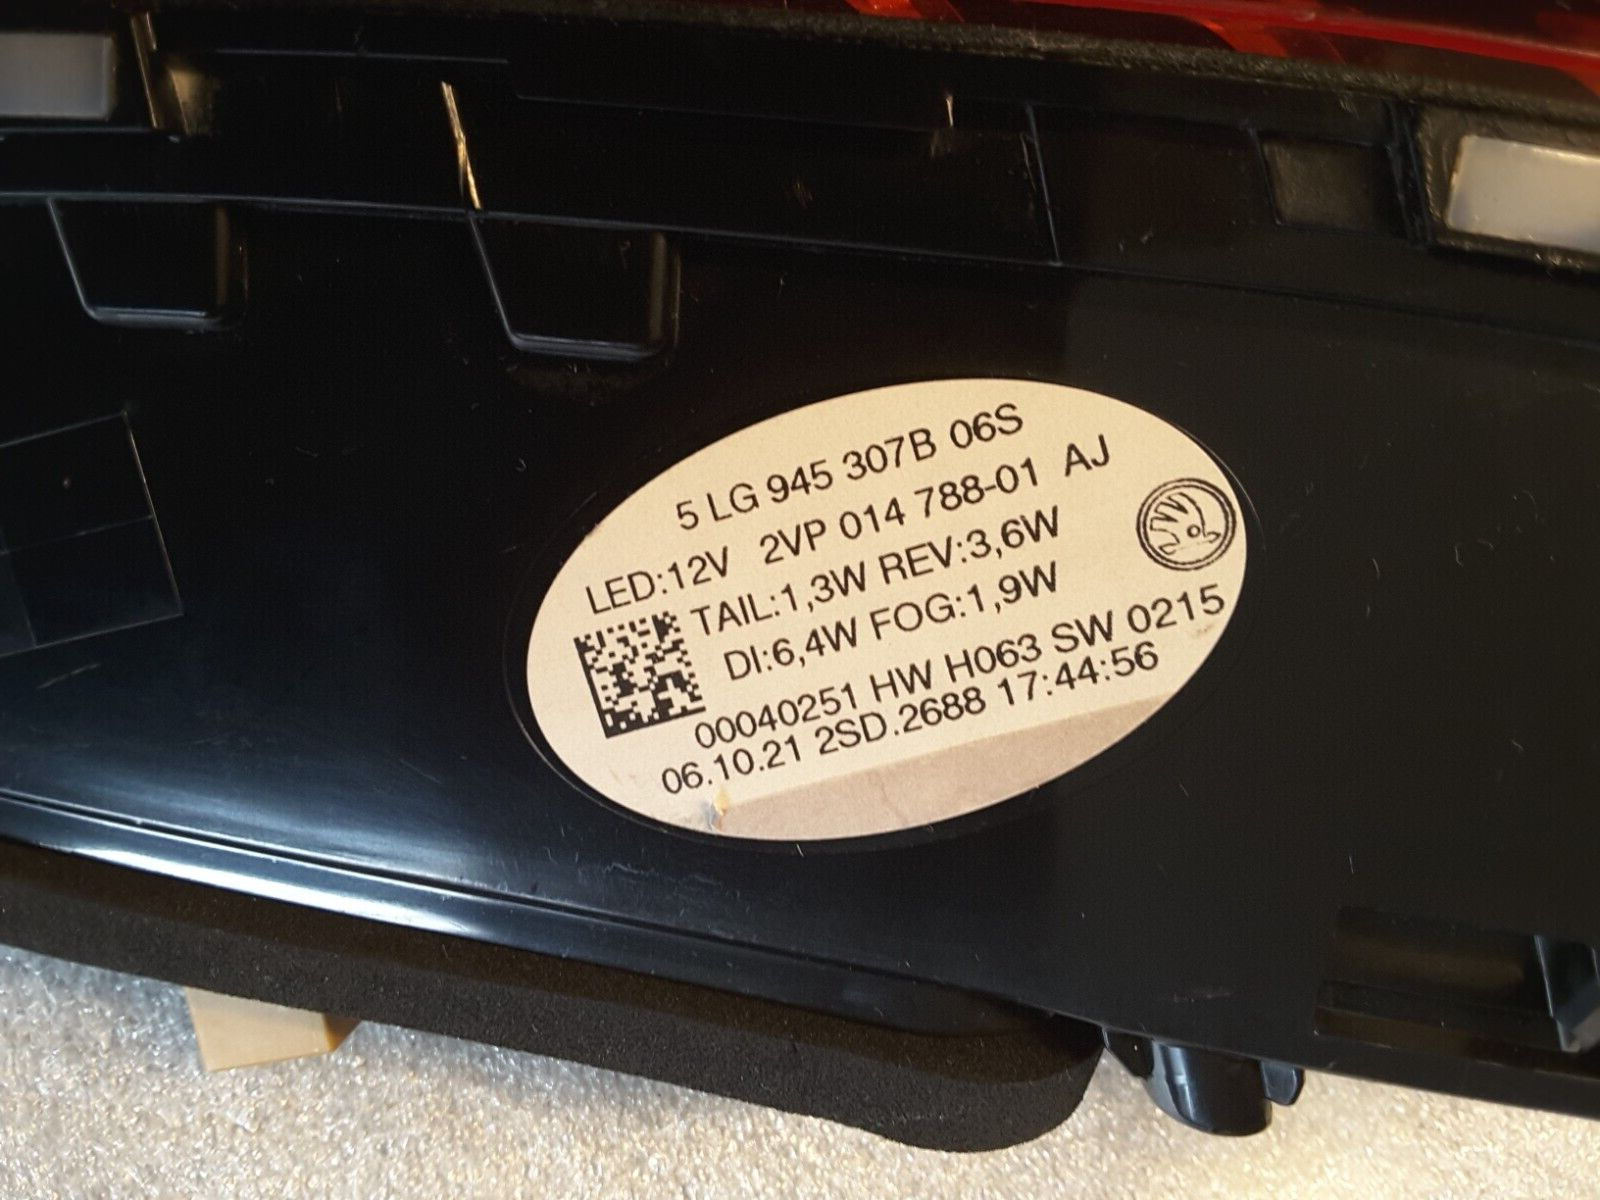 5 LG 945 307B 06S
LED:12V 2VP 014 788-01 AJ
TAIL:1,3W REV:3,6W
DI:6,4W FOG:1,9W
00040251 HW H063 SW 0215
06.10.21 2SD.2688 17:44:56